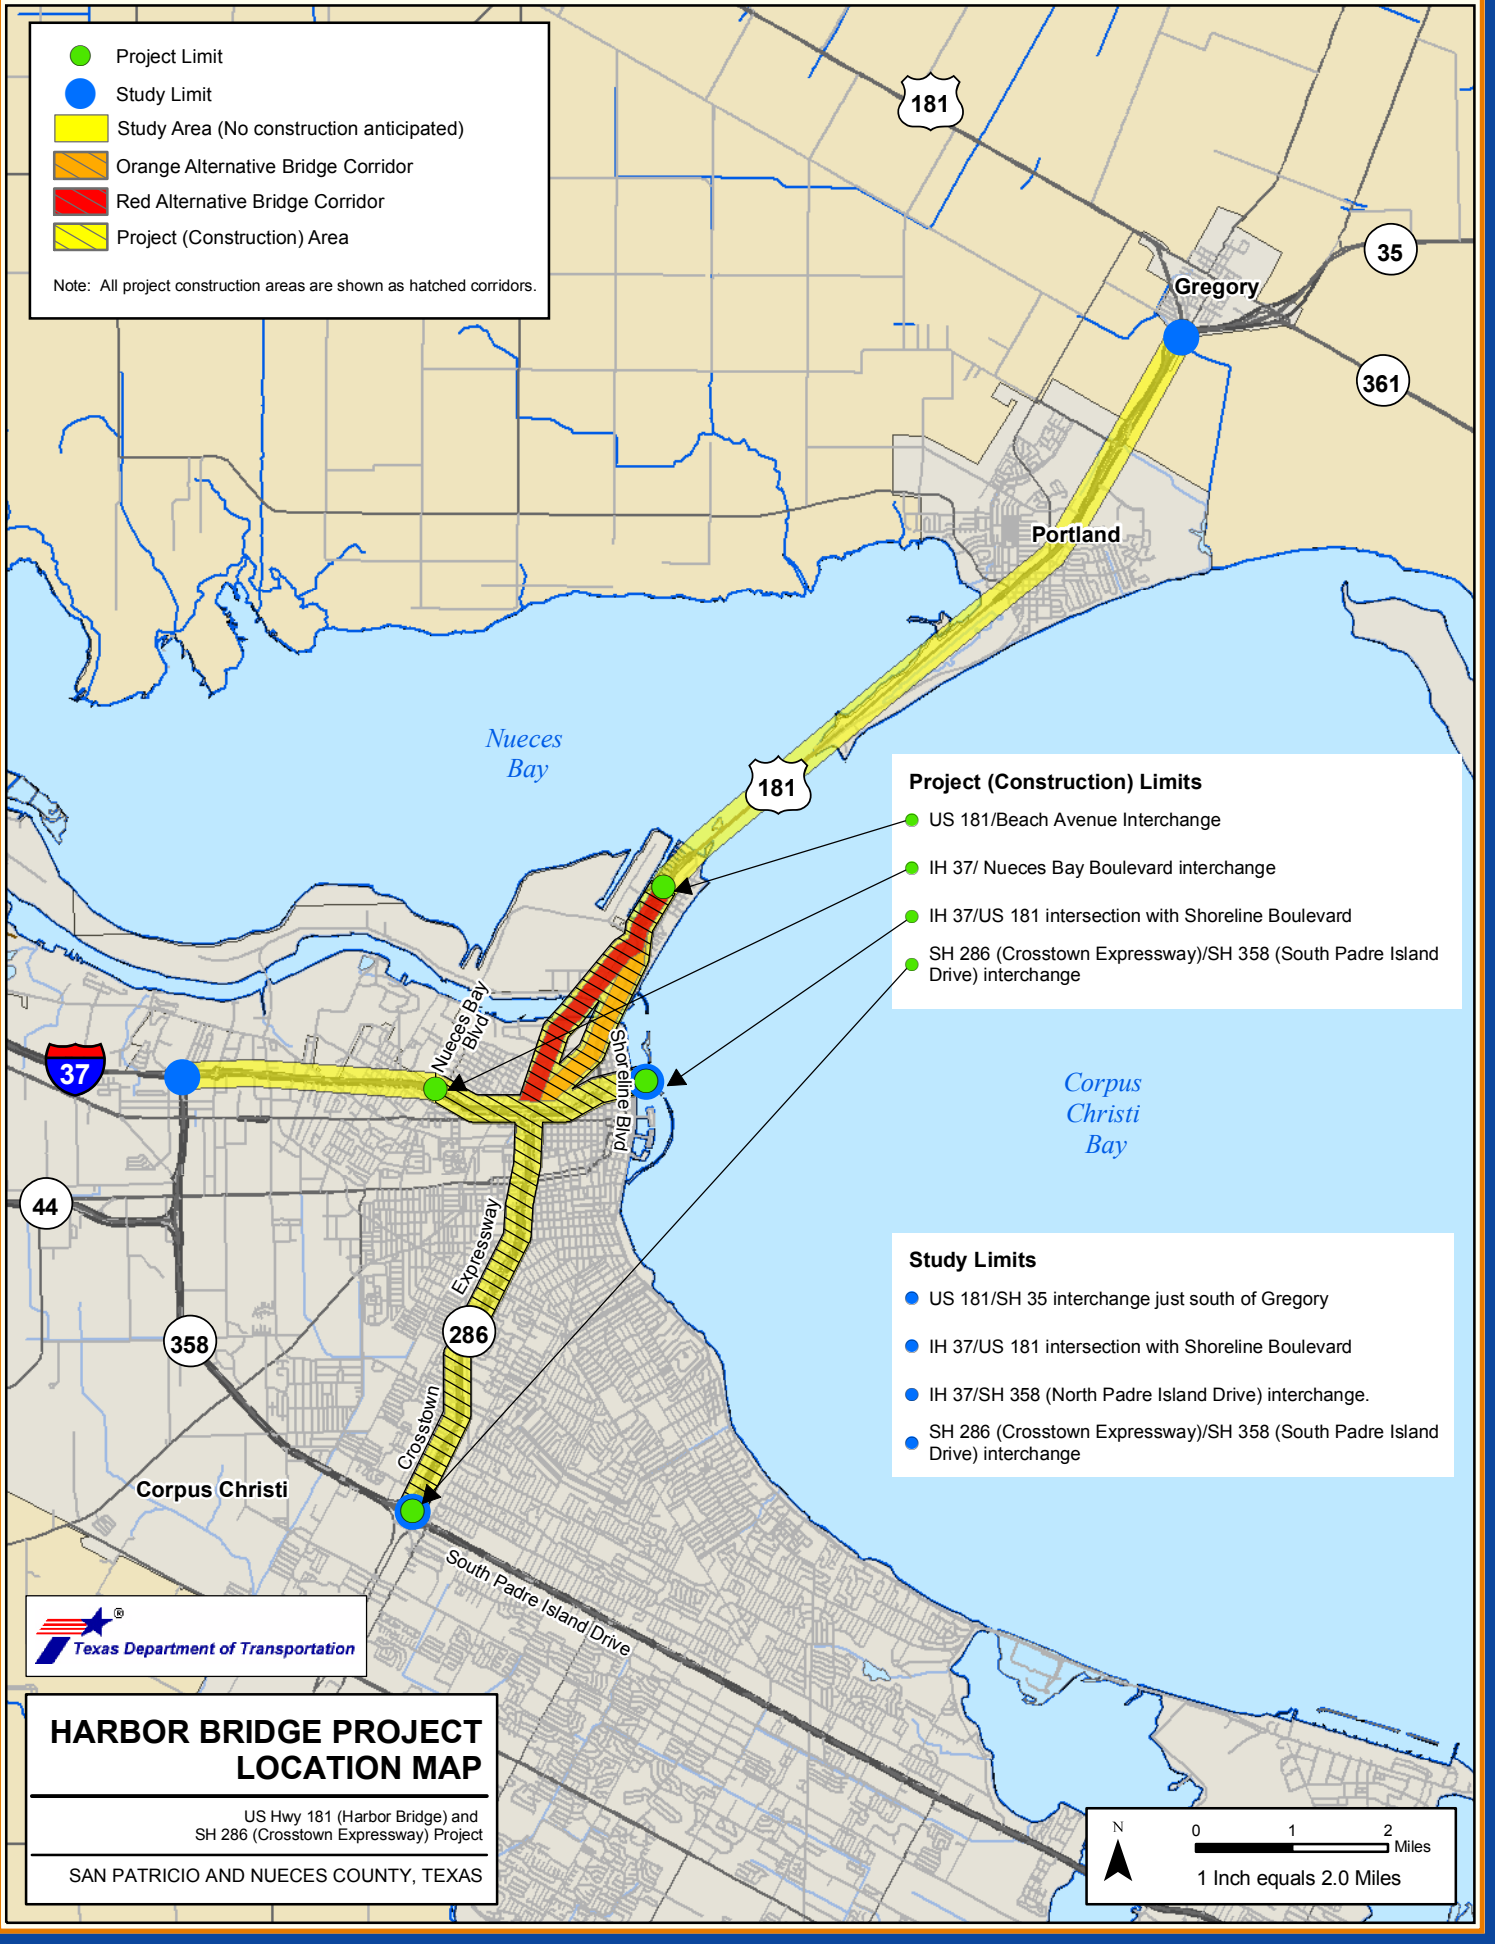 Project Limit
Study Limit
Study Area (No construction anticipated)
Orange Alternative Bridge Corridor
Red Alternative Bridge Corridor
Project (Construction) Area
Note: All project construction areas are shown as hatched corridors.
181
35
Gregory
361
Portland
Nueces
Bay
181
Project (Construction) Limits
US 181/Beach Avenue Interchange
IH 37/ Nueces Bay Boulevard interchange
IH 37/US 181 intersection with Shoreline Boulevard
SH 286 (Crosstown Expressway)/SH 358 (South Padre Island
Drive) interchange
Nueces Bay
Blvd
Shoreline Blvd
37
Corpus
Christi
Bay
44
Expressway
Study Limits
US 181/SH 35 interchange just south of Gregory
IH 37/US 181 intersection with Shoreline Boulevard
IH 37/SH 358 (North Padre Island Drive) interchange.
SH 286 (Crosstown Expressway)/SH 358 (South Padre Island
Drive) interchange
286
358
Crosstown
Corpus Christi
South Padre Island Drive
®
Texas Department of Transportation
HARBOR BRIDGE PROJECT
LOCATION MAP
US Hwy 181 (Harbor Bridge) and
SH 286 (Crosstown Expressway) Project
SAN PATRICIO AND NUECES COUNTY, TEXAS
N
0 1 2
Miles
1 Inch equals 2.0 Miles